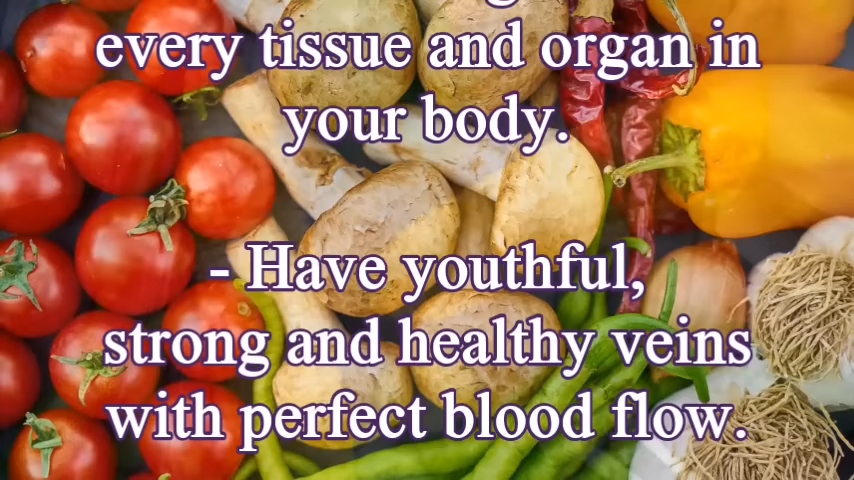 every tissue and organ in
your body.
- Have youthful,
strong and healthy veins
with perfect blood flow.